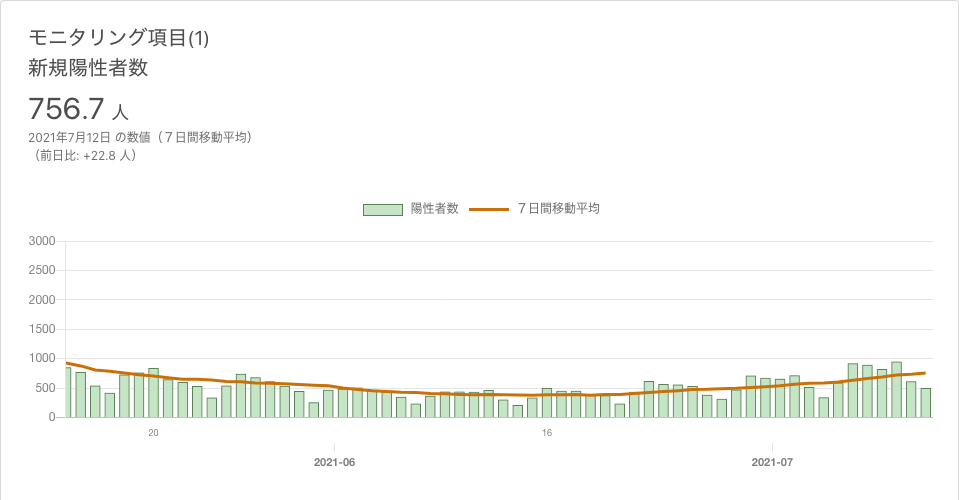 モニタリング項目(1)
新規陽性者数
756.7 人
2021年7月12日 の数値（７日間移動平均）
（前日比: +22.8 人）
陽性者数 ７日間移動平均
3000
2500
2000
1500
1000
500
0
20 16
2021-06 2021-07